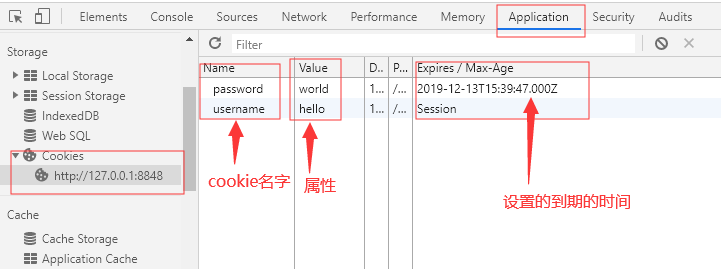 Elements Console Sources Network Performance Memory Application Security Audits
Storage
Local Storage
Session Storage
IndexedDB
Web SQL
Cookies
http://127.0.0.1:8848
Cache
Cache Storage
Application Cache
Filter
Name Value D... P... Expires / Max-Age
password world 1... /... 2019-12-13T15:39:47.000Z
username hello 1... /... Session
cookie名字
属性
设置的到期的时间